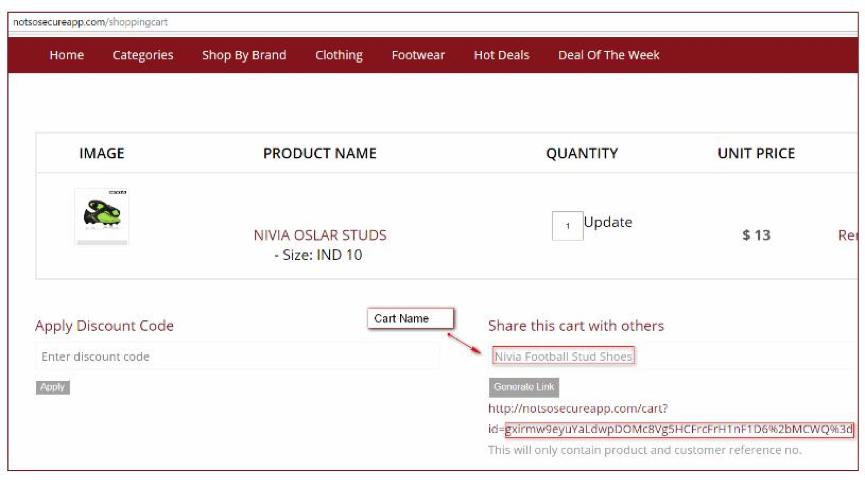 notsosecureapp.com/shoppingcart
Home Categories Shop By Brand Clothing Footwear Hot Deals Deal Of The Week
IMAGE PRODUCT NAME QUANTITY UNIT PRICE
1 Update
NIVIA OSLAR STUDS $ 13
- Size: IND 10
Cart Name
Apply Discount Code Share this cart with others
Enter discount code Nivia Football Stud Shoes
Apply Generate Link
http://notsosecureapp.com/cart?
id=gxirmw9eyuYaLdwpDOMc8Vg5HCFrcFrH1nF1D6%2bMCWQ%3d
This will only contain product and customer reference no.